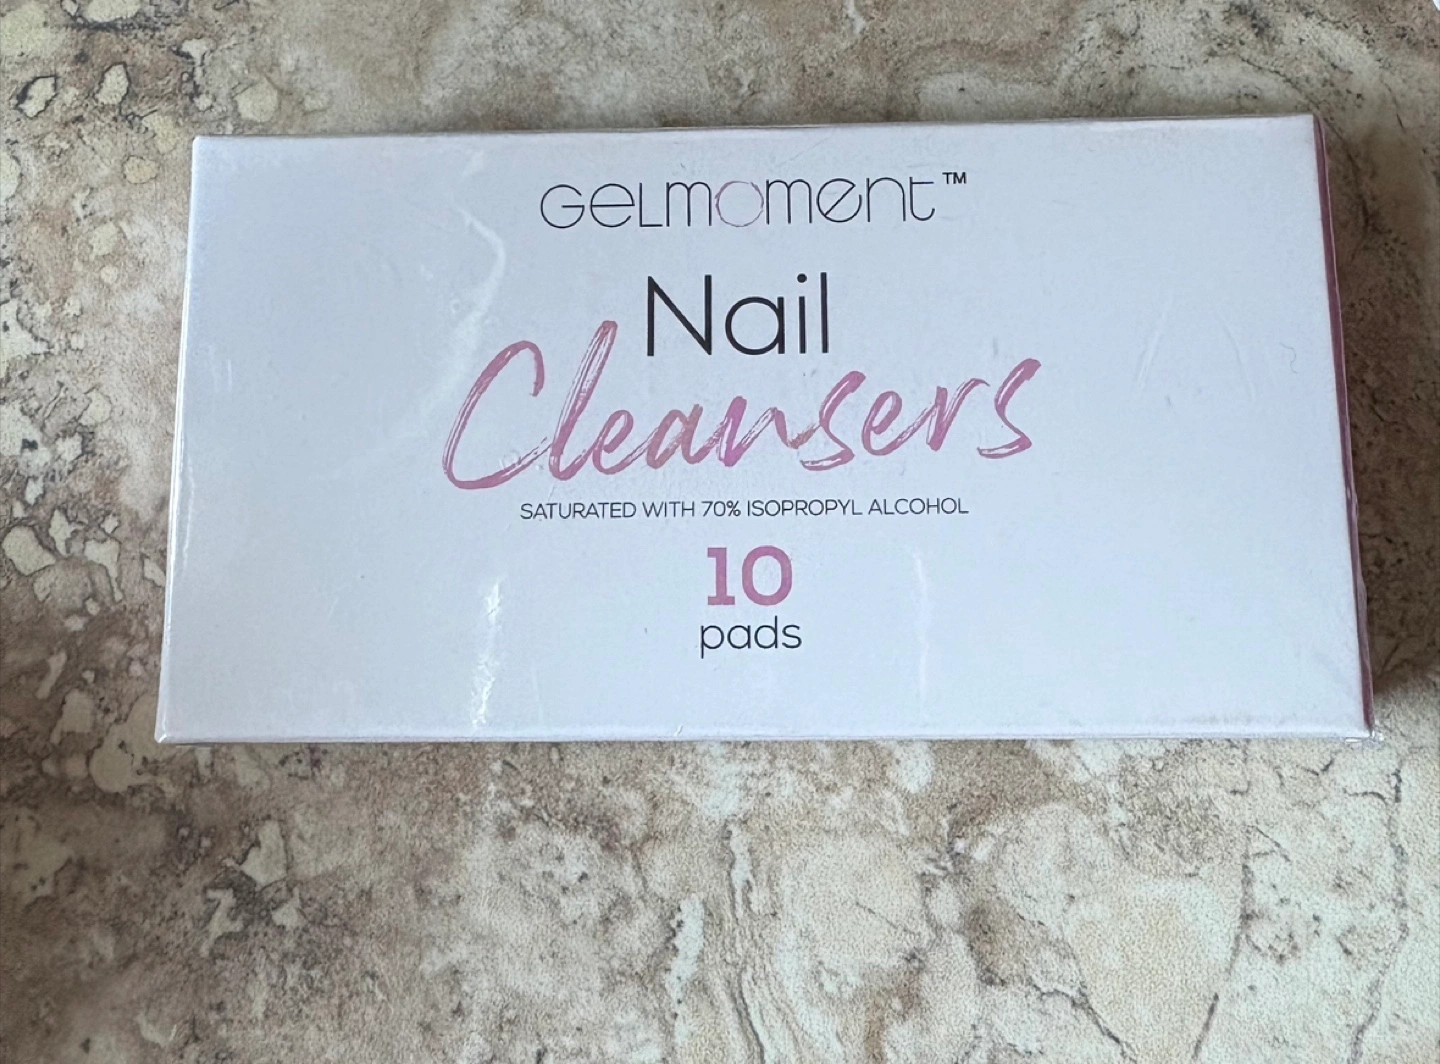 GELMOMENT™
Nail
Cleansers
SATURATED WITH 70% ISOPROPYL ALCOHOL
10
pads